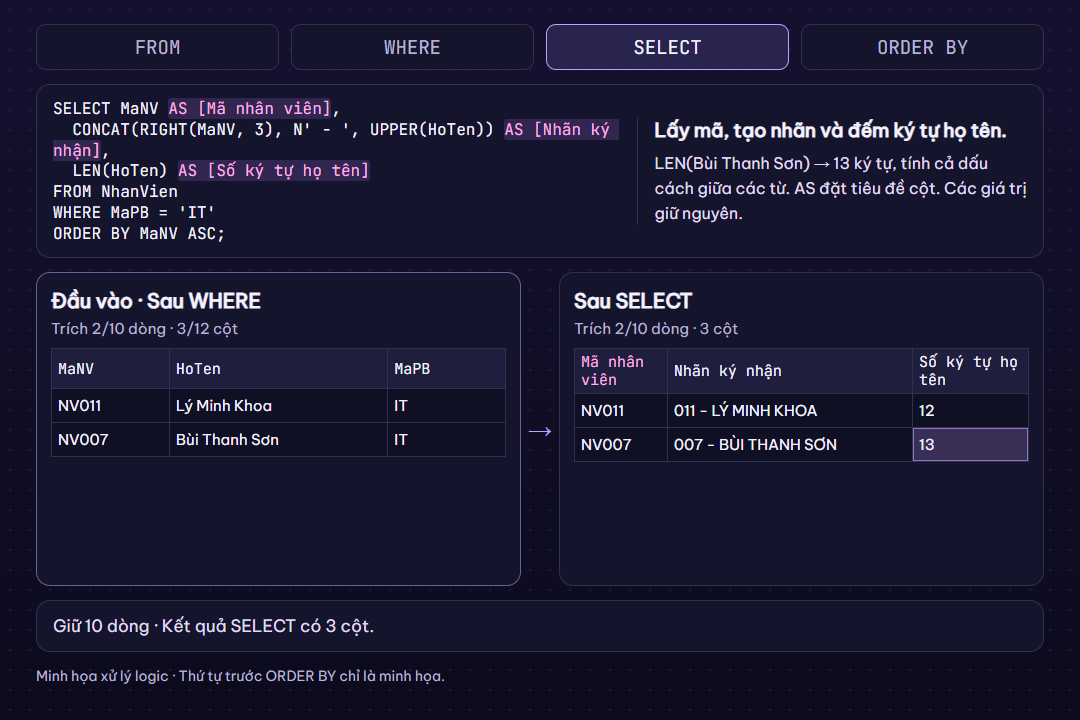 FROM
WHERE
SELECT
ORDER BY
SELECT MaNV AS [Mã nhân viên],
CONCAT(RIGHT(MaNV, 3), N' - ', UPPER(HoTen)) AS [Nhãn ký
nhận],
LEN(HoTen) AS [Số ký tự họ tên]
FROM NhanVien
WHERE MaPB = 'IT'
ORDER BY MaNV ASC;
Lấy mã, tạo nhãn và đếm ký tự họ tên.
LEN(Bùi Thanh Sơn) → 13 ký tự, tính cả dấu
cách giữa các từ. AS đặt tiêu đề cột. Các giá trị
giữ nguyên.
Đầu vào · Sau WHERE
Trích 2/10 dòng · 3/12 cột
MaNV HoTen MaPB
NV011 Lý Minh Khoa IT
NV007 Bùi Thanh Sơn IT
→
Sau SELECT
Trích 2/10 dòng · 3 cột
Mã nhân viên Nhãn ký nhận Số ký tự họ tên
NV011 011 - LÝ MINH KHOA 12
NV007 007 - BÙI THANH SƠN 13
Giữ 10 dòng · Kết quả SELECT có 3 cột.
Minh họa xử lý logic · Thứ tự trước ORDER BY chỉ là minh họa.